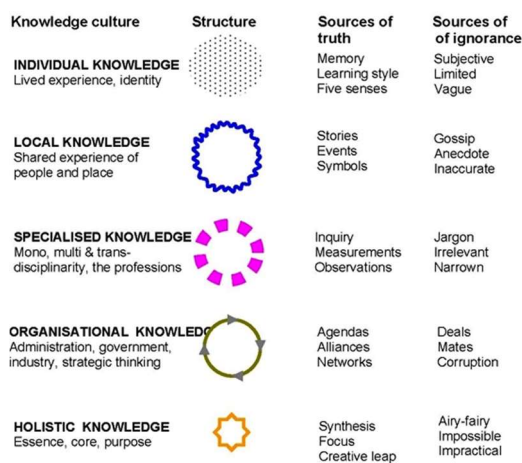 Knowledge culture Structure Sources of truth Sources of of ignorance
INDIVIDUAL KNOWLEDGE
Lived experience, identity
Memory
Learning style
Five senses
Subjective
Limited
Vague
LOCAL KNOWLEDGE
Shared experience of
people and place
Stories
Events
Symbols
Gossip
Anecdote
Inaccurate
SPECIALISED KNOWLEDGE
Mono, multi & trans-
disciplinarity, the professions
Inquiry
Measurements
Observations
Jargon
Irrelevant
Narrown
ORGANISATIONAL KNOWLEDG
Administration, government,
industry, strategic thinking
Agendas
Alliances
Networks
Deals
Mates
Corruption
HOLISTIC KNOWLEDGE
Essence, core, purpose
Synthesis
Focus
Creative leap
Airy-fairy
Impossible
Impractical